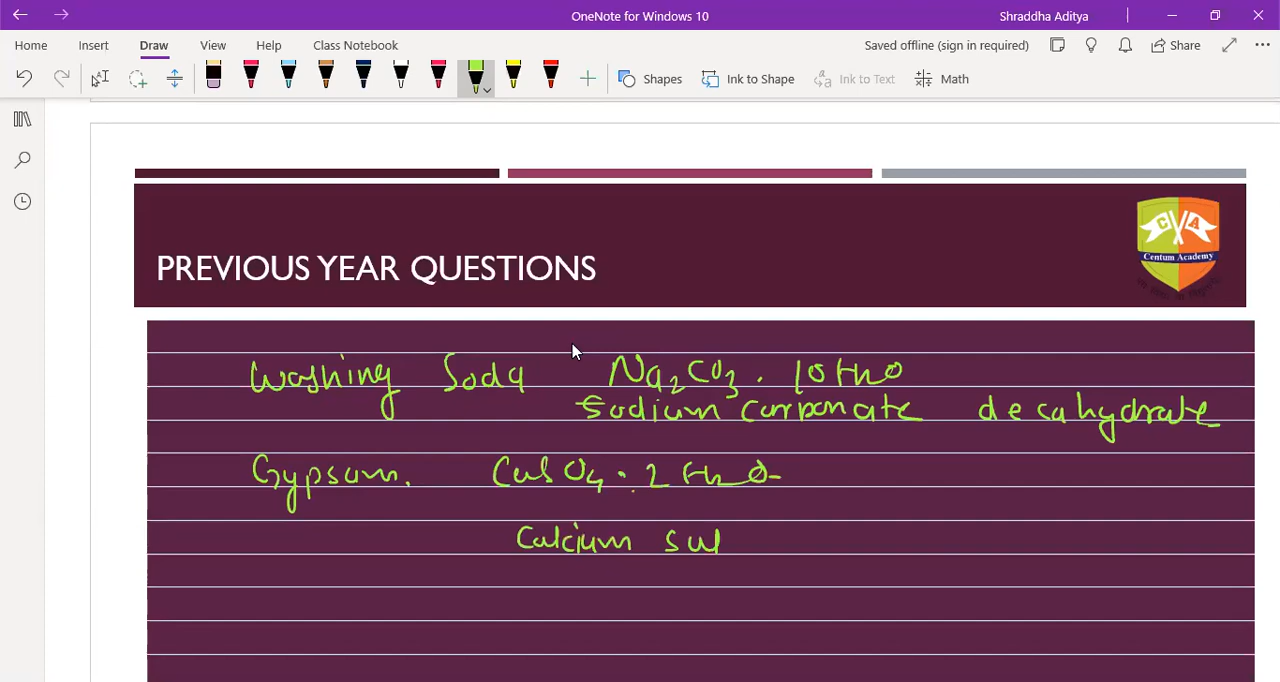 OneNote for Windows 10
Shraddha Aditya
Home Insert Draw View Help Class Notebook
Saved offline (sign in required) Share
Shapes Ink to Shape Ink to Text Math
PREVIOUS YEAR QUESTIONS
C A
Centum Academy
Washing Soda Na2CO3 . 10H2O
Sodium carbonate decahydrate
Gypsum. CaSO4 . 2H2O
Calcium sul